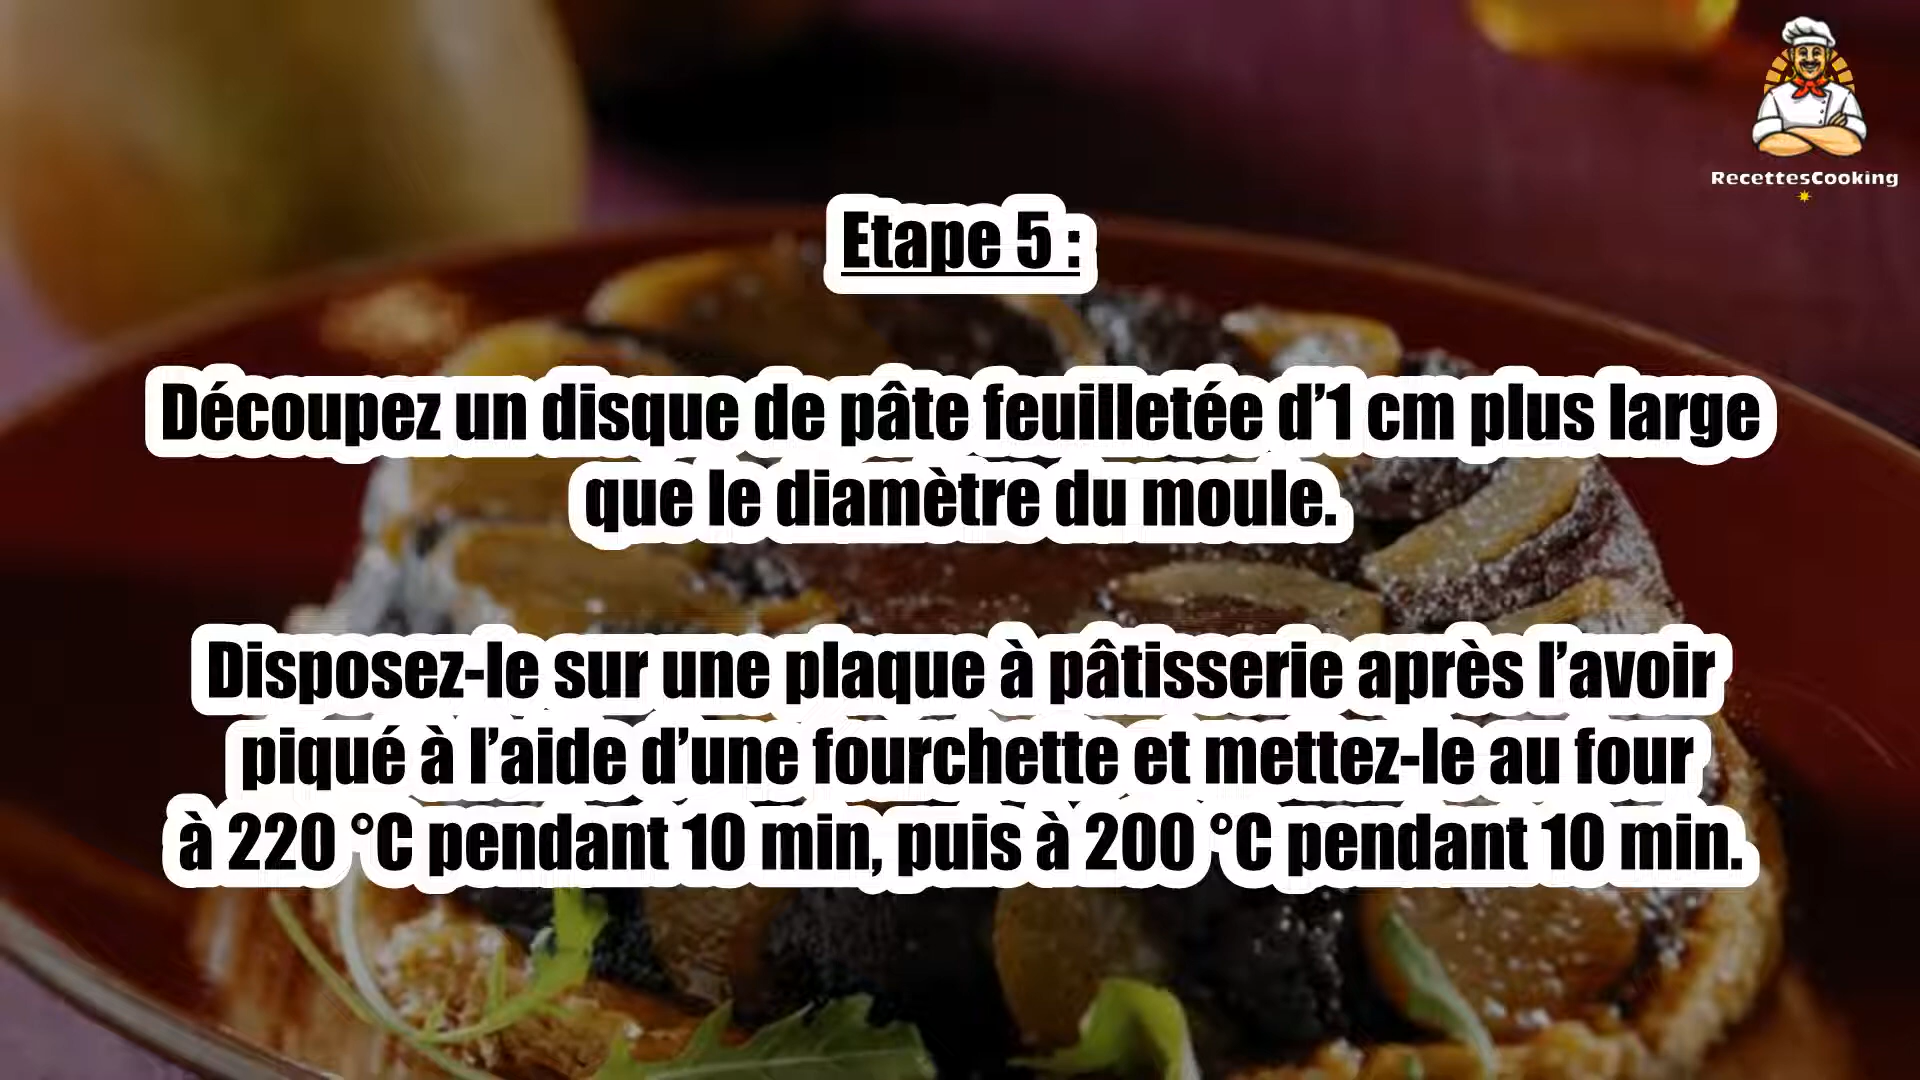 RecettesCooking
Etape 5 :
Découpez un disque de pâte feuilletée d’1 cm plus large
que le diamètre du moule.
Disposez-le sur une plaque à pâtisserie après l’avoir
piqué à l’aide d’une fourchette et mettez-le au four
à 220 °C pendant 10 min, puis à 200 °C pendant 10 min.